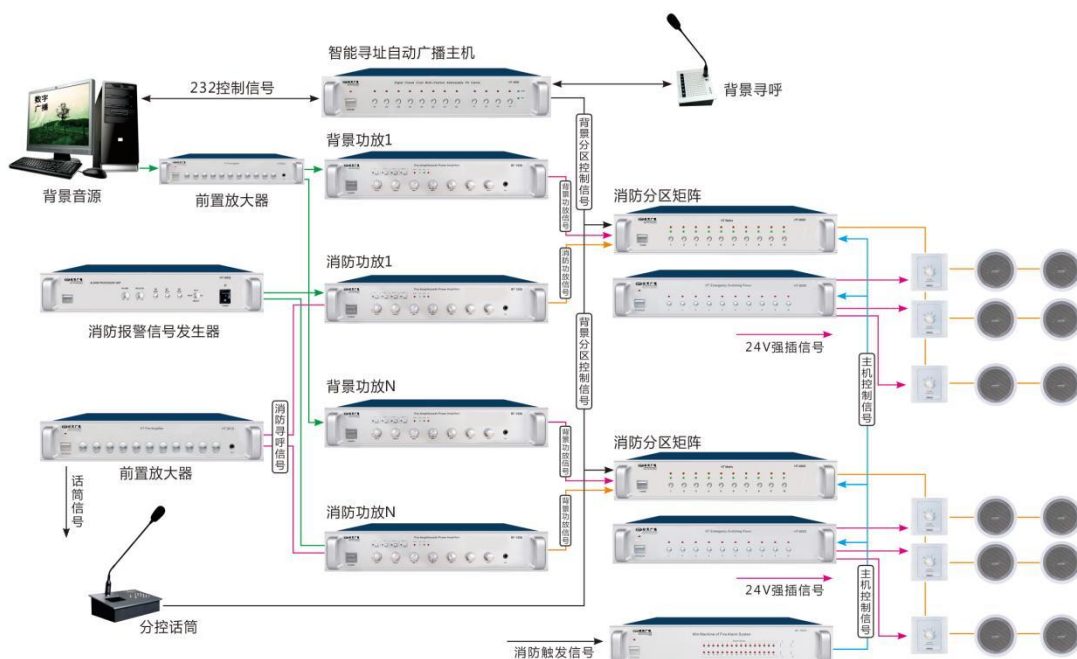 智能寻址自动广播主机
232控制信号
数字
广播
背景寻呼
背景音源
前置放大器
背景功放1
背景分区控制信号
背景功放信号
消防分区矩阵
消防功放1
消防功放信号
消防报警信号发生器
24V强插信号
背景分区控制信号
主机控制信号
背景功放N
消防寻呼信号
前置放大器
背景功放信号
消防分区矩阵
话筒信号
消防功放N
背景功放信号
24V强插信号
主机控制信号
分控话筒
消防触发信号